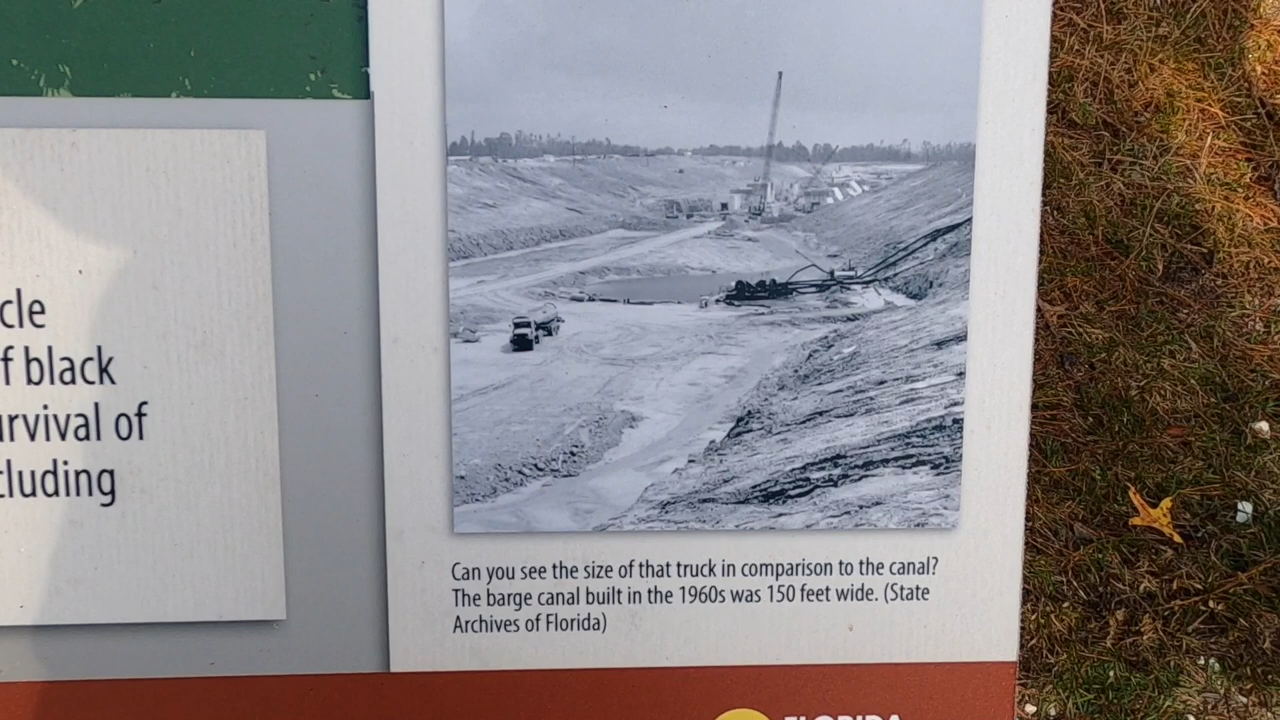 cle
f black
urvival of
cluding
Can you see the size of that truck in comparison to the canal?
The barge canal built in the 1960s was 150 feet wide. (State
Archives of Florida)
FLORIDA